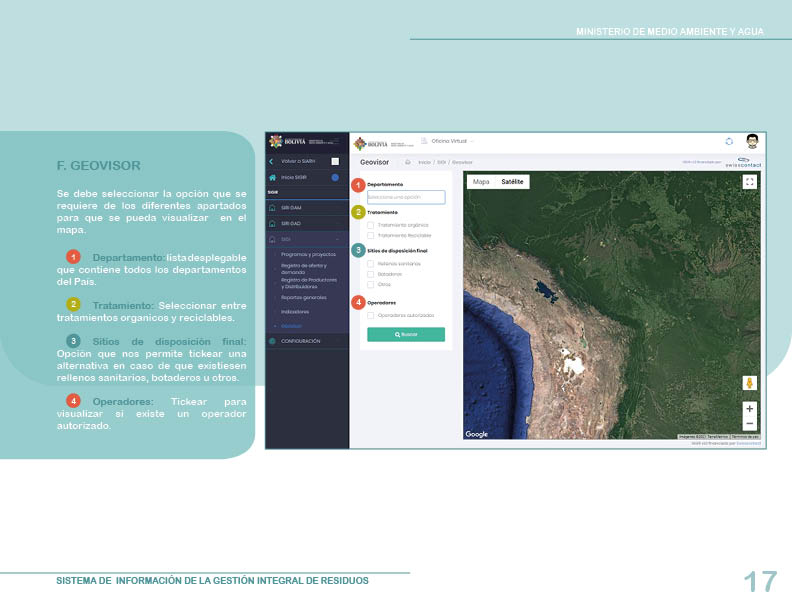 MINISTERIO DE MEDIO AMBIENTE Y AGUA
F. GEOVISOR
Se debe seleccionar la opción que se
requiere de los diferentes apartados
para que se pueda visualizar en el
mapa.
1 Departamento: lista desplegable
que contiene todos los departamentos
del País.
2 Tratamiento: Seleccionar entre
tratamientos organicos y reciclables.
3 Sitios de disposición final:
Opción que nos permite tickear una
alternativa en caso de que existiesen
rellenos sanitarios, botaderos u otros.
4 Operadores: Tickear para
visualizar si existe un operador
autorizado.
BOLIVIA
Volver a SIARH
Inicio SIGIR
SIGIR
SIRI GAM
SIRI GAD
SIGI
Programas y proyectos
Registro de oferta y
demanda
Registro de Productores
y Distribuidores
Reportes generales
Indicadores
Geovisor
CONFIGURACIÓN
BOLIVIA
Oficina Virtual
Geovisor
Inicio / SIGI / Geovisor
swisscontact
1 Departamento
Seleccione una opción
2 Tratamiento
Tratamiento orgánico
Tratamiento Reciclable
3 Sitios de disposición final
Rellenos sanitarios
Botaderos
Otros
4 Operadores
Operadores autorizados
Buscar
Mapa Satélite
Google
Imágenes ©2021 TerraMetrics Términos de uso
SISTEMA DE INFORMACIÓN DE LA GESTIÓN INTEGRAL DE RESIDUOS
17